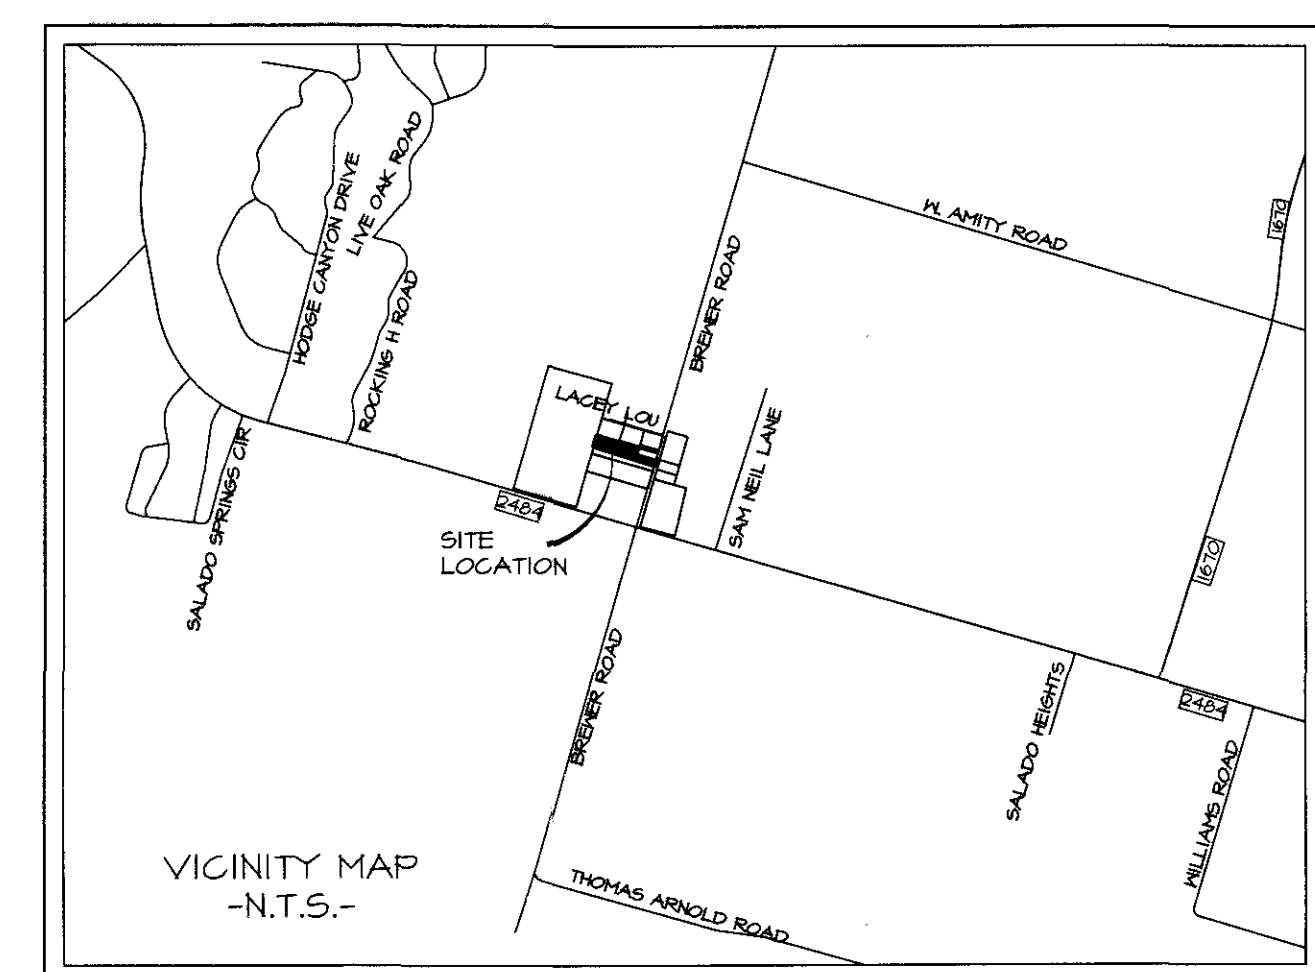 HODGE CANYON DRIVE
LIVE OAK ROAD
ROCKING H ROAD
BREWER ROAD
W. AMITY ROAD
1670
LACEY LOU
SAM NEIL LANE
2484
SALADO SPRINGS CIR
SITE
LOCATION
1670
BREWER ROAD
SALADO HEIGHTS
2484
WILLIAMS ROAD
VICINITY MAP
-N.T.S.-
THOMAS ARNOLD ROAD